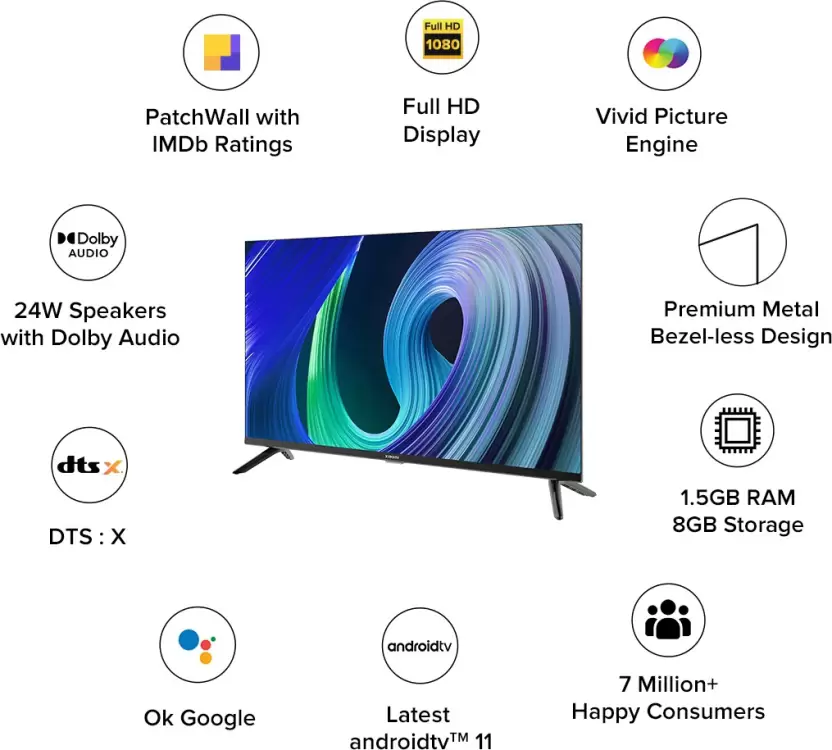 Full HD
1080
PatchWall with
IMDb Ratings
Full HD
Display
Vivid Picture
Engine
Dolby
AUDIO
24W Speakers
with Dolby Audio
Premium Metal
Bezel-less Design
dts x
DTS : X
1.5GB RAM
8GB Storage
XIAOMI
Ok Google
androidtv
Latest
androidtv™ 11
7 Million+
Happy Consumers